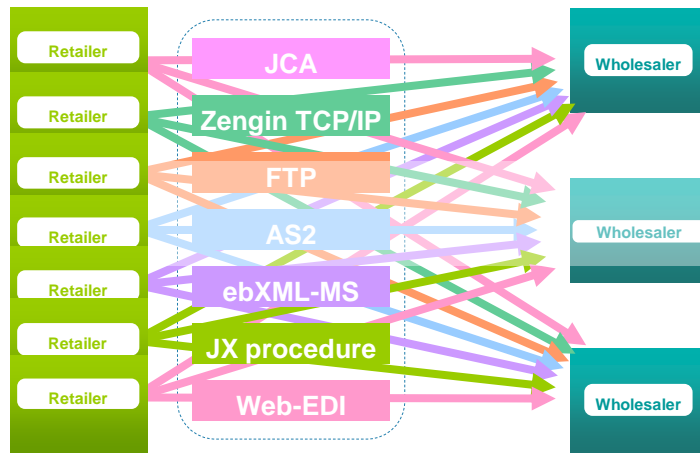 Retailer
Retailer
Retailer
Retailer
Retailer
Retailer
Retailer
JCA
Zengin TCP/IP
FTP
AS2
ebXML-MS
JX procedure
Web-EDI
Wholesaler
Wholesaler
Wholesaler